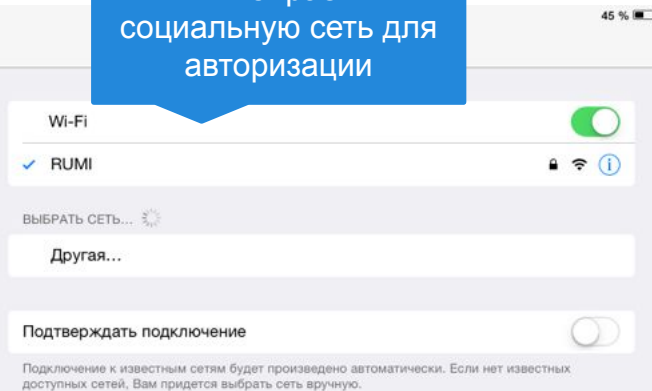 45 %
социальную сеть для
авторизации
Wi-Fi
RUMI
ВЫБРАТЬ СЕТЬ...
Другая...
Подтверждать подключение
Подключение к известным сетям будет произведено автоматически. Если нет известных
доступных сетей, Вам придется выбрать сеть вручную.